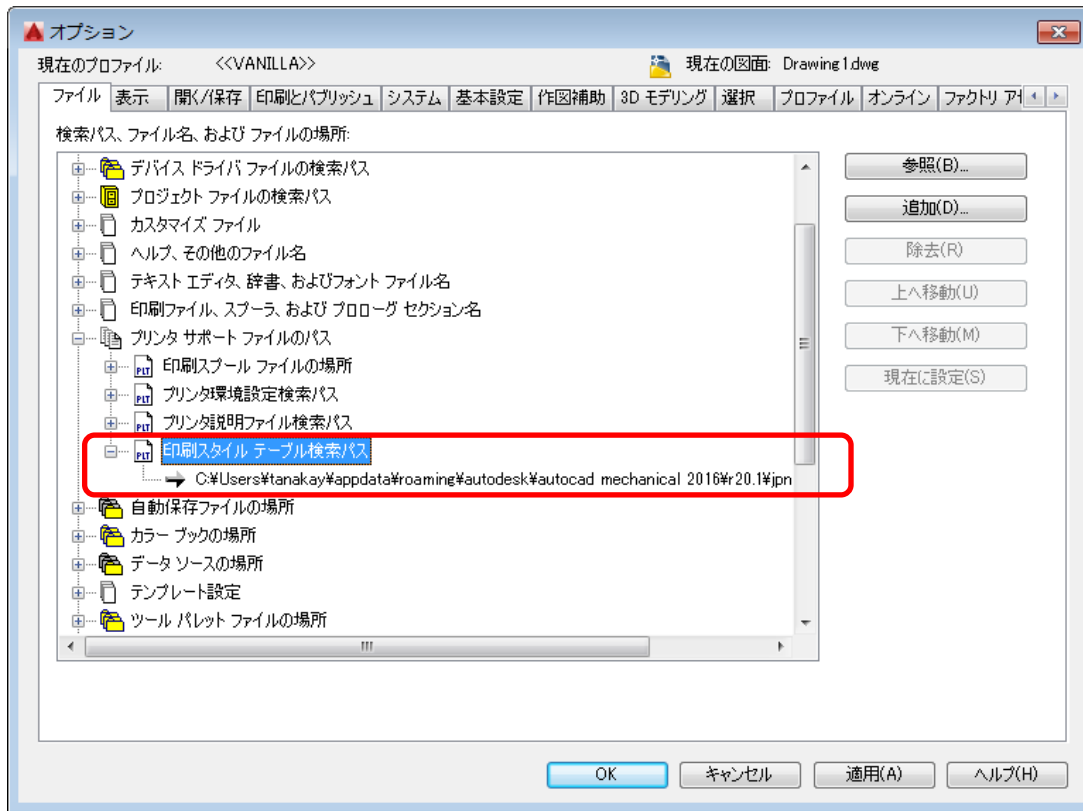 オプション
現在のプロファイル: <<VANILLA>> 現在の図面: Drawing1.dwg
ファイル 表示 開く/保存 印刷とパブリッシュ システム 基本設定 作図補助 3D モデリング 選択 プロファイル オンライン ファクトリ ア
検索パス、ファイル名、および ファイルの場所:
デバイス ドライバ ファイルの検索パス
参照(B)...
プロジェクト ファイルの検索パス
追加(D)...
カスタマイズ ファイル
ヘルプ、その他のファイル名
除去(R)
テキスト エディタ、辞書、およびフォント ファイル名
上へ移動(U)
印刷ファイル、スプーラ、および プロローグ セクション名
プリンタ サポート ファイルのパス
下へ移動(M)
PLT 印刷スプール ファイルの場所
現在に設定(S)
PLT プリンタ環境設定検索パス
PLT プリンタ説明ファイル検索パス
PLT 印刷スタイル テーブル検索パス
C:¥Users¥tanakay¥appdata¥roaming¥autodesk¥autocad mechanical 2016¥r20.1¥jpn
自動保存ファイルの場所
カラー ブックの場所
データ ソースの場所
テンプレート設定
ツール パレット ファイルの場所
OK キャンセル 適用(A) ヘルプ(H)